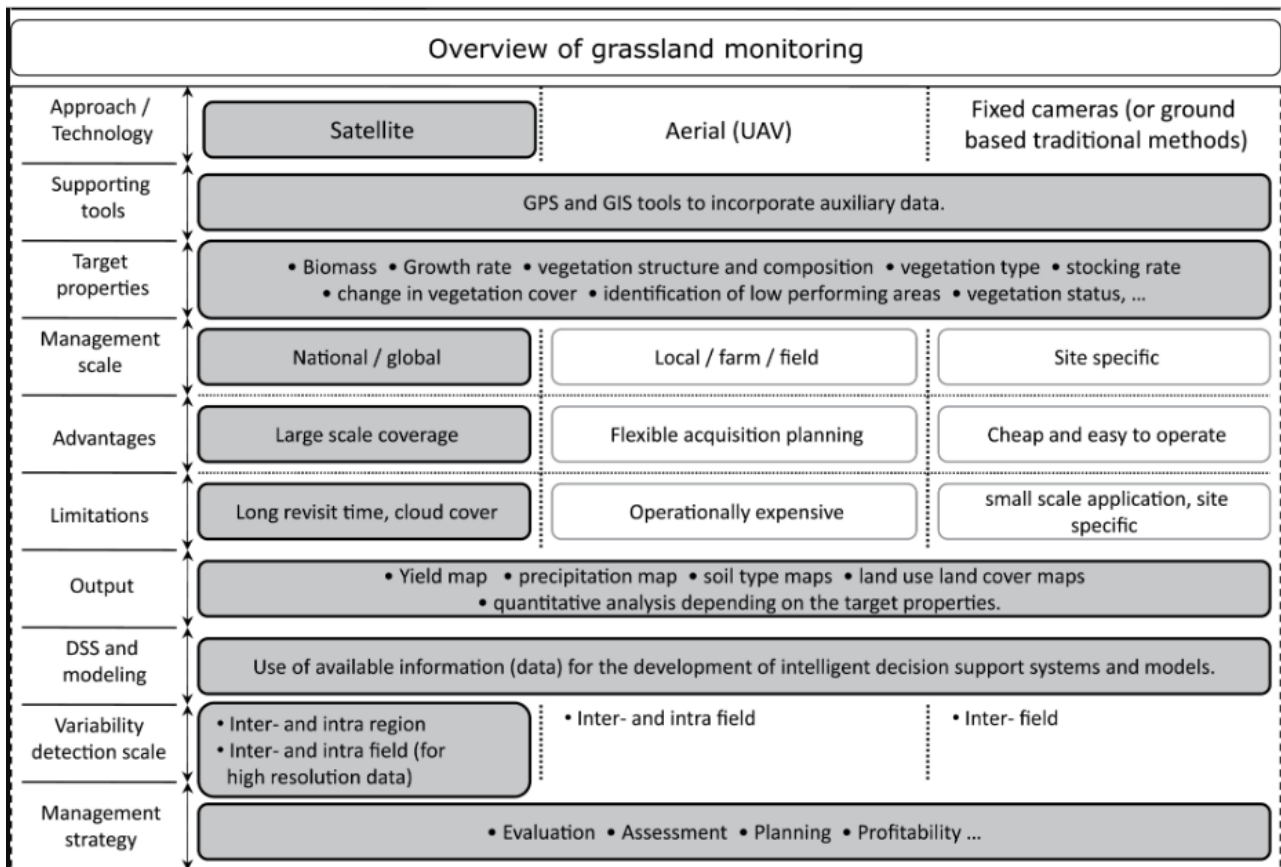 Overview of grassland monitoring
Approach /
Technology
Satellite
Aerial (UAV)
Fixed cameras (or ground
based traditional methods)
Supporting
tools
GPS and GIS tools to incorporate auxiliary data.
Target
properties
• Biomass • Growth rate • vegetation structure and composition • vegetation type • stocking rate
• change in vegetation cover • identification of low performing areas • vegetation status, ...
Management
scale
National / global
Local / farm / field
Site specific
Advantages
Large scale coverage
Flexible acquisition planning
Cheap and easy to operate
Limitations
Long revisit time, cloud cover
Operationally expensive
small scale application, site
specific
Output
• Yield map • precipitation map • soil type maps • land use land cover maps
• quantitative analysis depending on the target properties.
DSS and
modeling
Use of available information (data) for the development of intelligent decision support systems and models.
Variability
detection scale
• Inter- and intra region
• Inter- and intra field (for
high resolution data)
• Inter- and intra field
• Inter- field
Management
strategy
• Evaluation • Assessment • Planning • Profitability ...